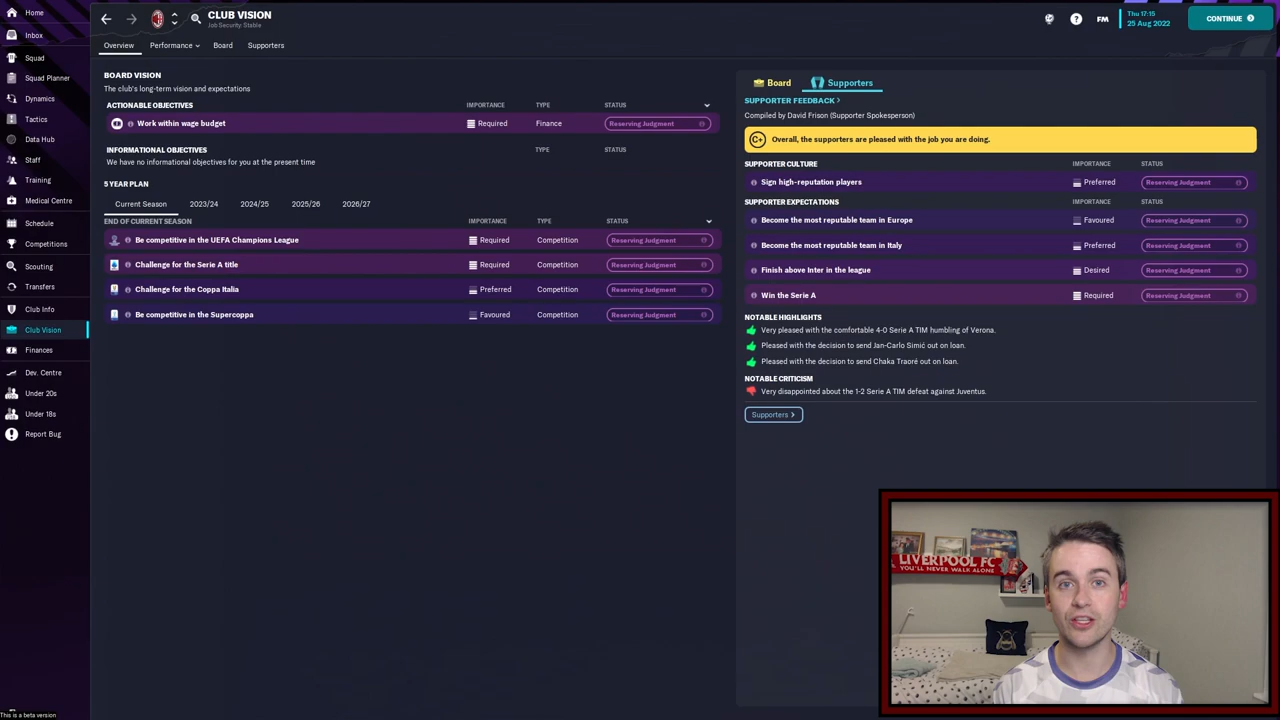 Home
Inbox
Squad
Squad Planner
Dynamics
Tactics
Data Hub
Staff
Training
Medical Centre
Schedule
Competitions
Scouting
Transfers
Club Info
Club Vision
Finances
Dev. Centre
Under 20s
Under 18s
Report Bug
This is a beta version
CLUB VISION
Job Security: Stable
FM
Thu 17:15
25 Aug 2022
CONTINUE
Overview Performance Board Supporters
BOARD VISION
The club's long-term vision and expectations
ACTIONABLE OBJECTIVES IMPORTANCE TYPE STATUS
Work within wage budget Required Finance Reserving Judgment
INFORMATIONAL OBJECTIVES TYPE STATUS
We have no informational objectives for you at the present time
5 YEAR PLAN
Current Season 2023/24 2024/25 2025/26 2026/27
END OF CURRENT SEASON IMPORTANCE TYPE STATUS
Be competitive in the UEFA Champions League Required Competition Reserving Judgment
Challenge for the Serie A title Required Competition Reserving Judgment
Challenge for the Coppa Italia Preferred Competition Reserving Judgment
Be competitive in the Supercoppa Favoured Competition Reserving Judgment
Board Supporters
SUPPORTER FEEDBACK >
Compiled by David Frison (Supporter Spokesperson)
C+ Overall, the supporters are pleased with the job you are doing.
SUPPORTER CULTURE IMPORTANCE STATUS
Sign high-reputation players Preferred Reserving Judgment
SUPPORTER EXPECTATIONS IMPORTANCE STATUS
Become the most reputable team in Europe Favoured Reserving Judgment
Become the most reputable team in Italy Preferred Reserving Judgment
Finish above Inter in the league Desired Reserving Judgment
Win the Serie A Required Reserving Judgment
NOTABLE HIGHLIGHTS
Very pleased with the comfortable 4-0 Serie A TIM humbling of Verona.
Pleased with the decision to send Jan-Carlo Simić out on loan.
Pleased with the decision to send Chaka Traorè out on loan.
NOTABLE CRITICISM
Very disappointed about the 1-2 Serie A TIM defeat against Juventus.
Supporters >
LIVERPOOL FC
YOU'LL NEVER WALK ALONE